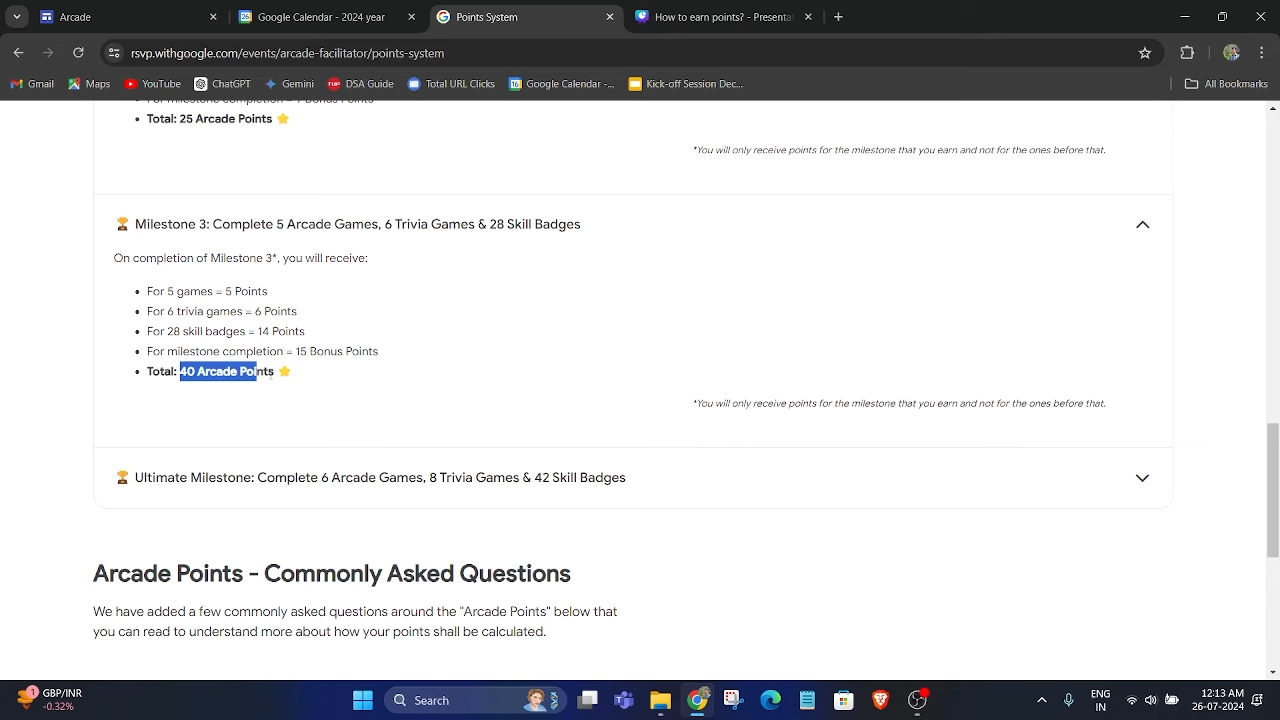 Arcade
Google Calendar - 2024 year
Points System
How to earn points? - Presenta
rsvp.withgoogle.com/events/arcade-facilitator/points-system
Gmail
Maps
YouTube
ChatGPT
Gemini
DSA Guide
Total URL Clicks
Google Calendar -...
Kick-off Session De...
All Bookmarks
For milestone completion = 7 Bonus Points
Total: 25 Arcade Points
*You will only receive points for the milestone that you earn and not for the ones before that.
Milestone 3: Complete 5 Arcade Games, 6 Trivia Games & 28 Skill Badges
On completion of Milestone 3*, you will receive:
For 5 games = 5 Points
For 6 trivia games = 6 Points
For 28 skill badges = 14 Points
For milestone completion = 15 Bonus Points
Total: 40 Arcade Points
*You will only receive points for the milestone that you earn and not for the ones before that.
Ultimate Milestone: Complete 6 Arcade Games, 8 Trivia Games & 42 Skill Badges
Arcade Points - Commonly Asked Questions
We have added a few commonly asked questions around the "Arcade Points" below that
you can read to understand more about how your points shall be calculated.
1
GBP/INR
-0.32%
Search
ENG
IN
12:13 AM
26-07-2024